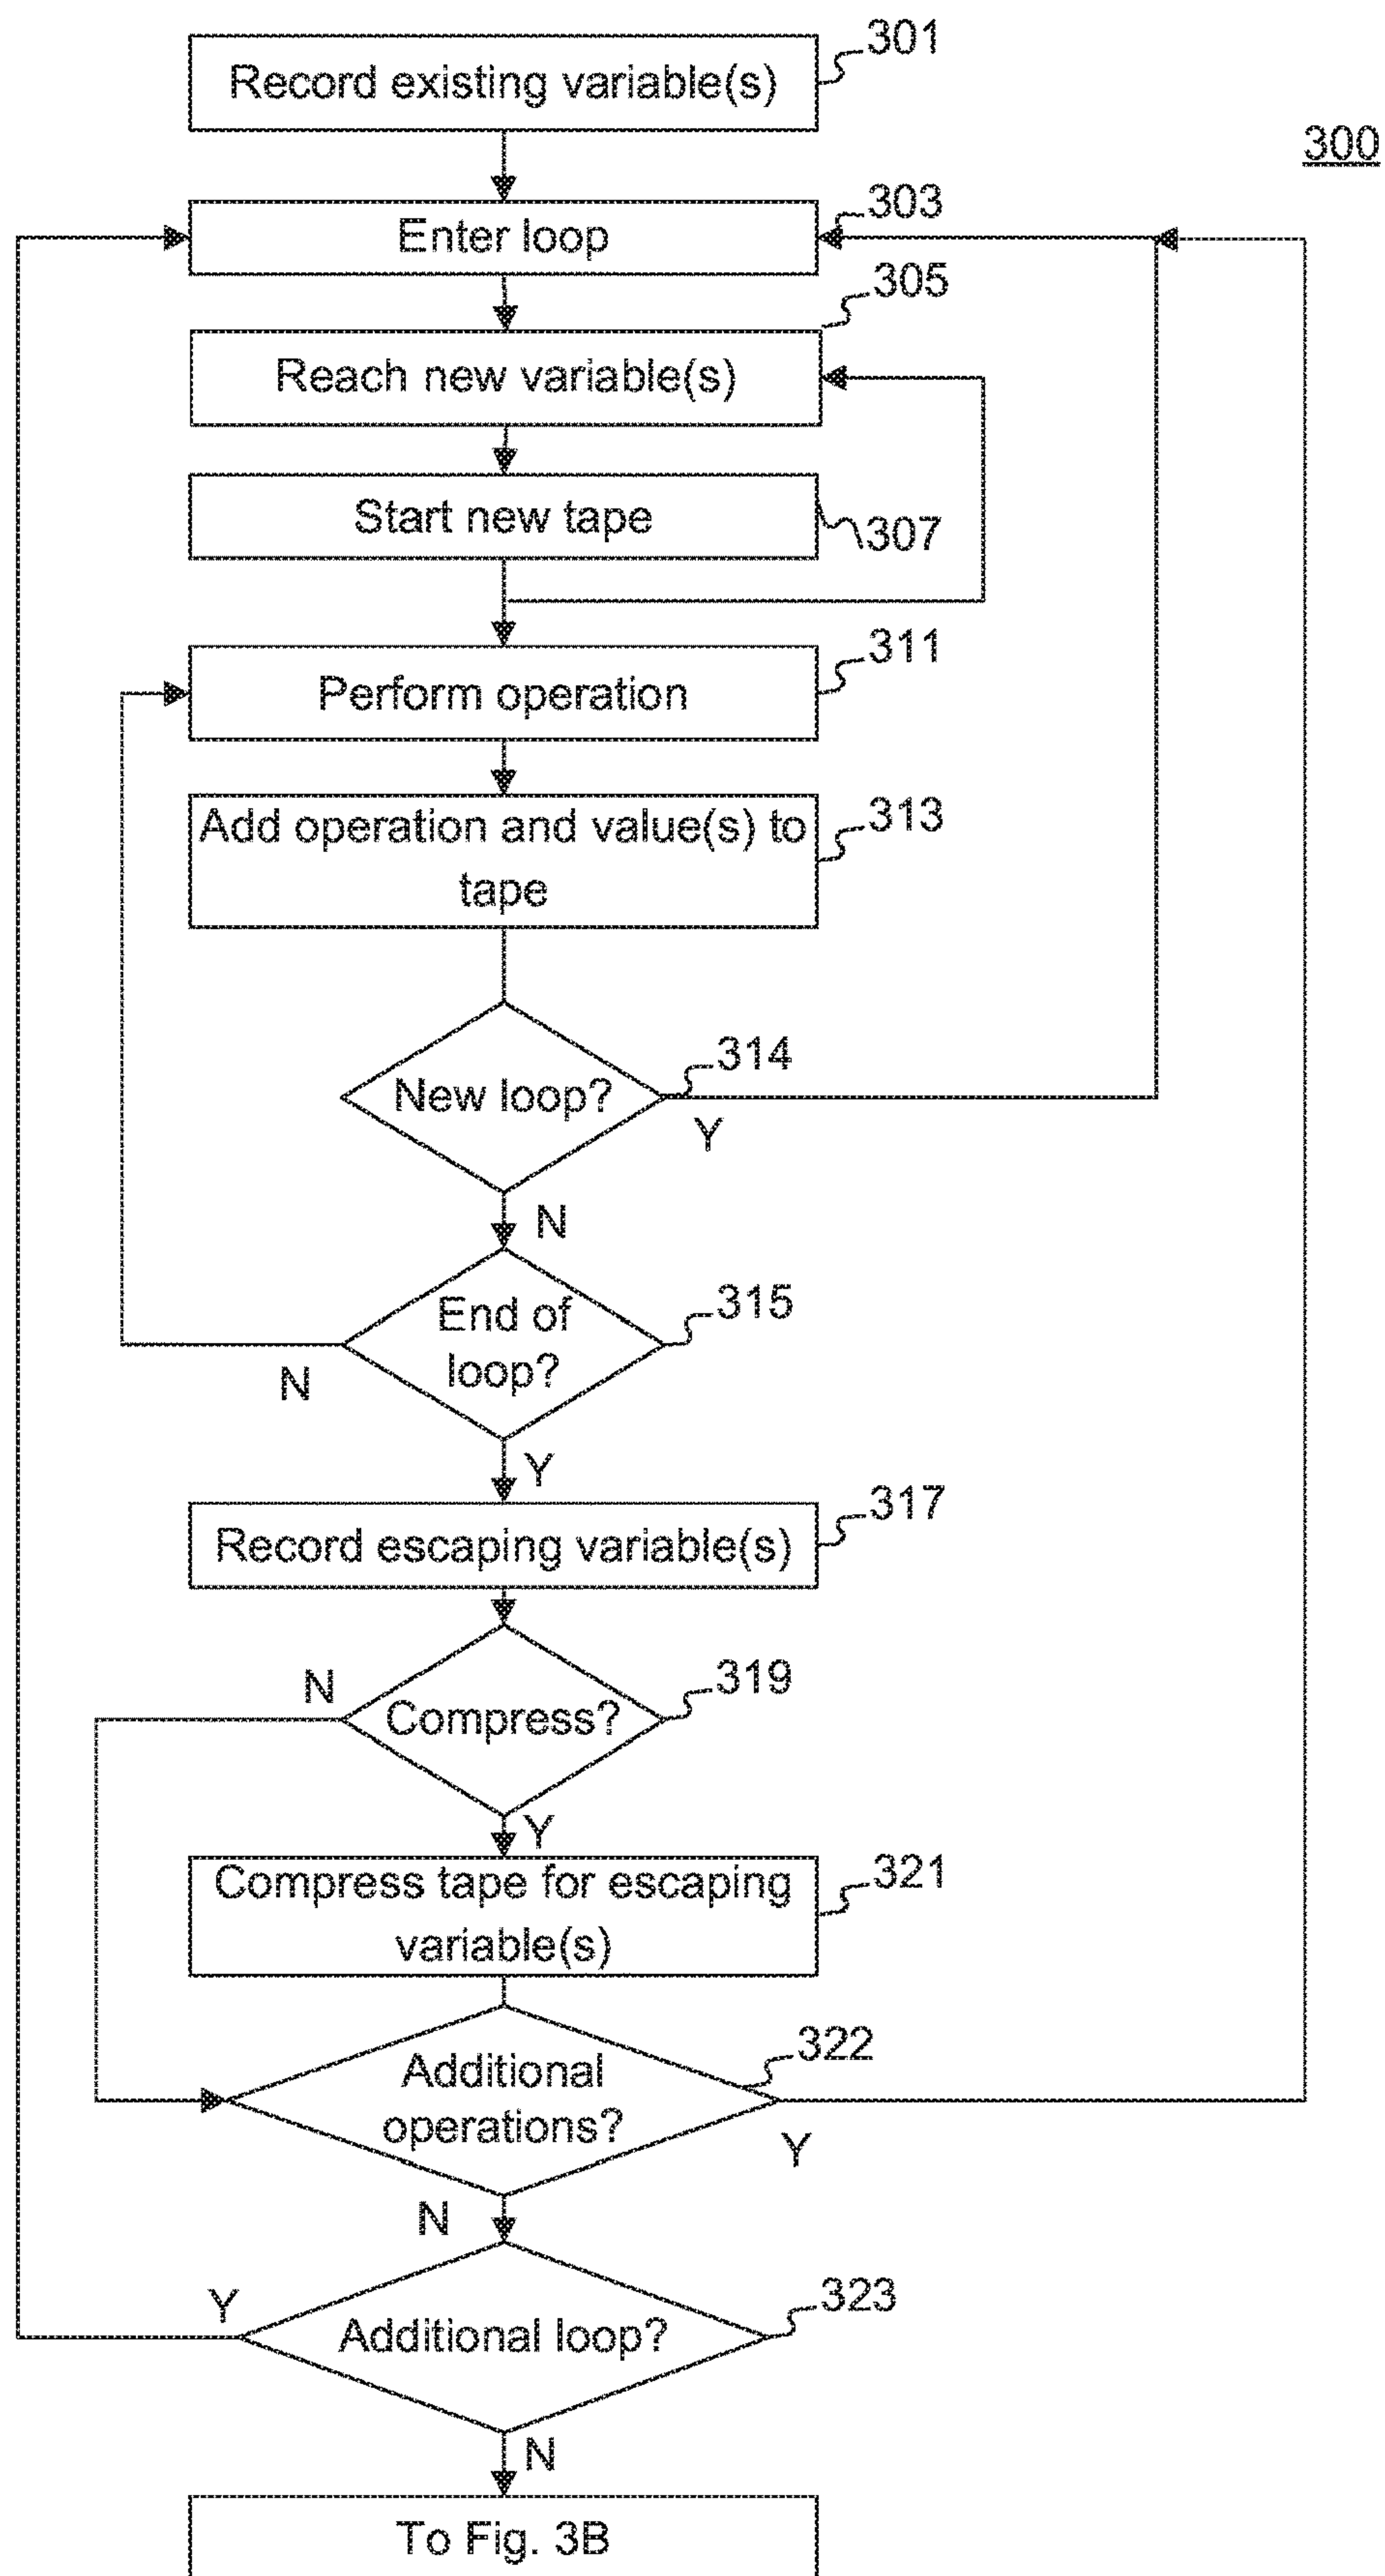 301
Record existing variable(s)
300
303
Enter loop
305
Reach new variable(s)
Start new tape
307
311
Perform operation
313
Add operation and value(s) to
tape
314
New loop?
Y
N
315
End of
loop?
N
Y
317
Record escaping variable(s)
319
N
Compress?
Y
321
Compress tape for escaping
variable(s)
322
Additional
operations?
Y
N
323
Y
Additional loop?
N
To Fig. 3B